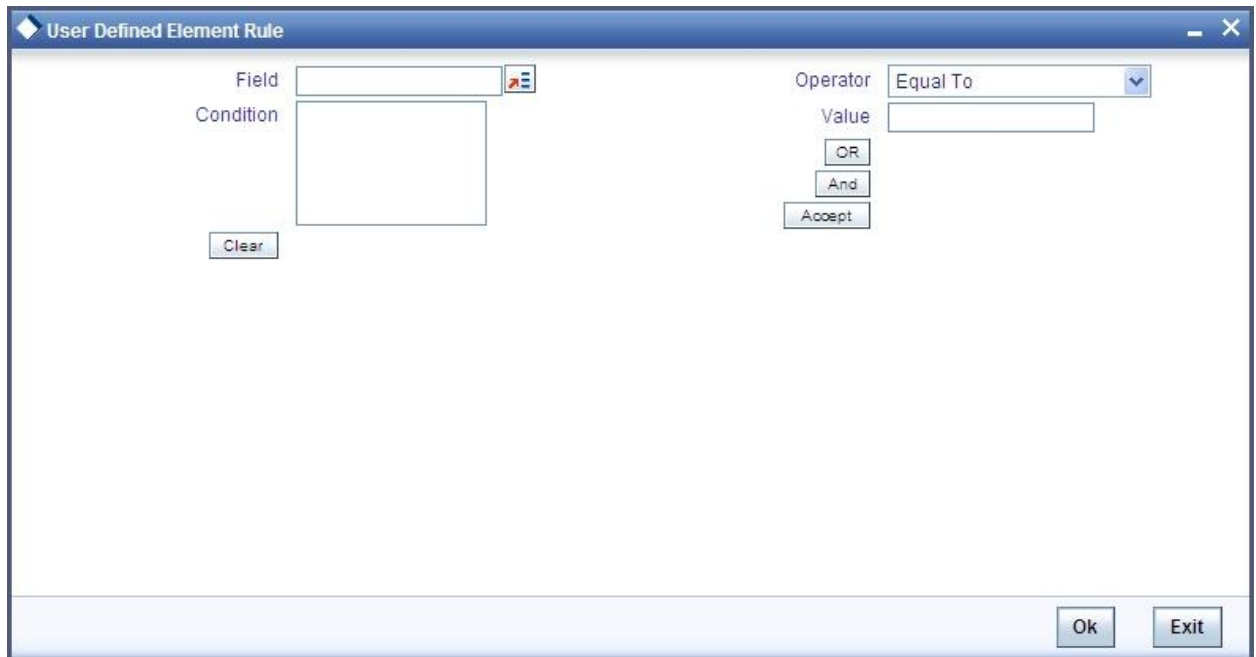 User Defined Element Rule
Field
Operator Equal To
Condition
Value
OR
And
Accept
Clear
Ok Exit